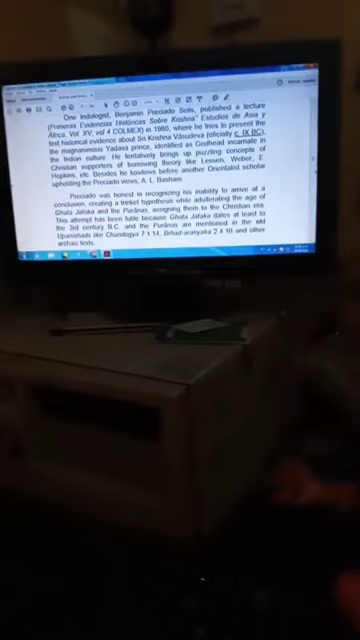 One Indologist, Benjamin Preciado Solis, published a lecture
(Primeras Evidencias Históricas Sobre Krishna" Estudios de Asia y
África, Vol XV, vol 4 COLMEX) in 1980, where he tries to present the
first historical evidence about Sri Krishna Vāsudeva (oficially c. IX BC),
the magnanimous Yadava prince, identified as Godhead incarnate in
the Indian culture. He tentatively brings up puzzling concepts of
Christian supporters of borrowing theory like Lessen, Weber, E.
Hopkins, etc. Besides he kowtows before another Orientalist scholar
upholding the Preciado views, A. L. Basham.
Preciado was honest in recognizing his inability to arrive at a
conclusion, creating a trinket hypothesis while adulterating the age of
Ghata Jataka and the Purānas, assigning them to the Christian era.
This attempt has been futile because Ghata Jataka dates at least to
the 3rd century B.C. and the Purānas are mentioned in the old
Upanishads like Chandogya 7.1.14, Brihad-aranyaka 2.4.10 and other
archaic texts.